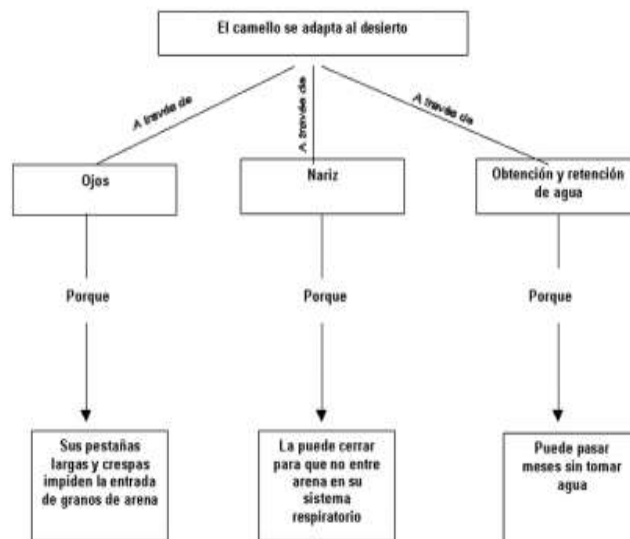 El camello se adapta al desierto
A través de
A través de
A través de
Ojos
Nariz
Obtención y retención
de agua
Porque
Porque
Porque
Sus pestañas
largas y crespas
impiden la entrada
de granos de arena
La puede cerrar
para que no entre
arena en su
sistema
respiratorio
Puede pasar
meses sin tomar
agua